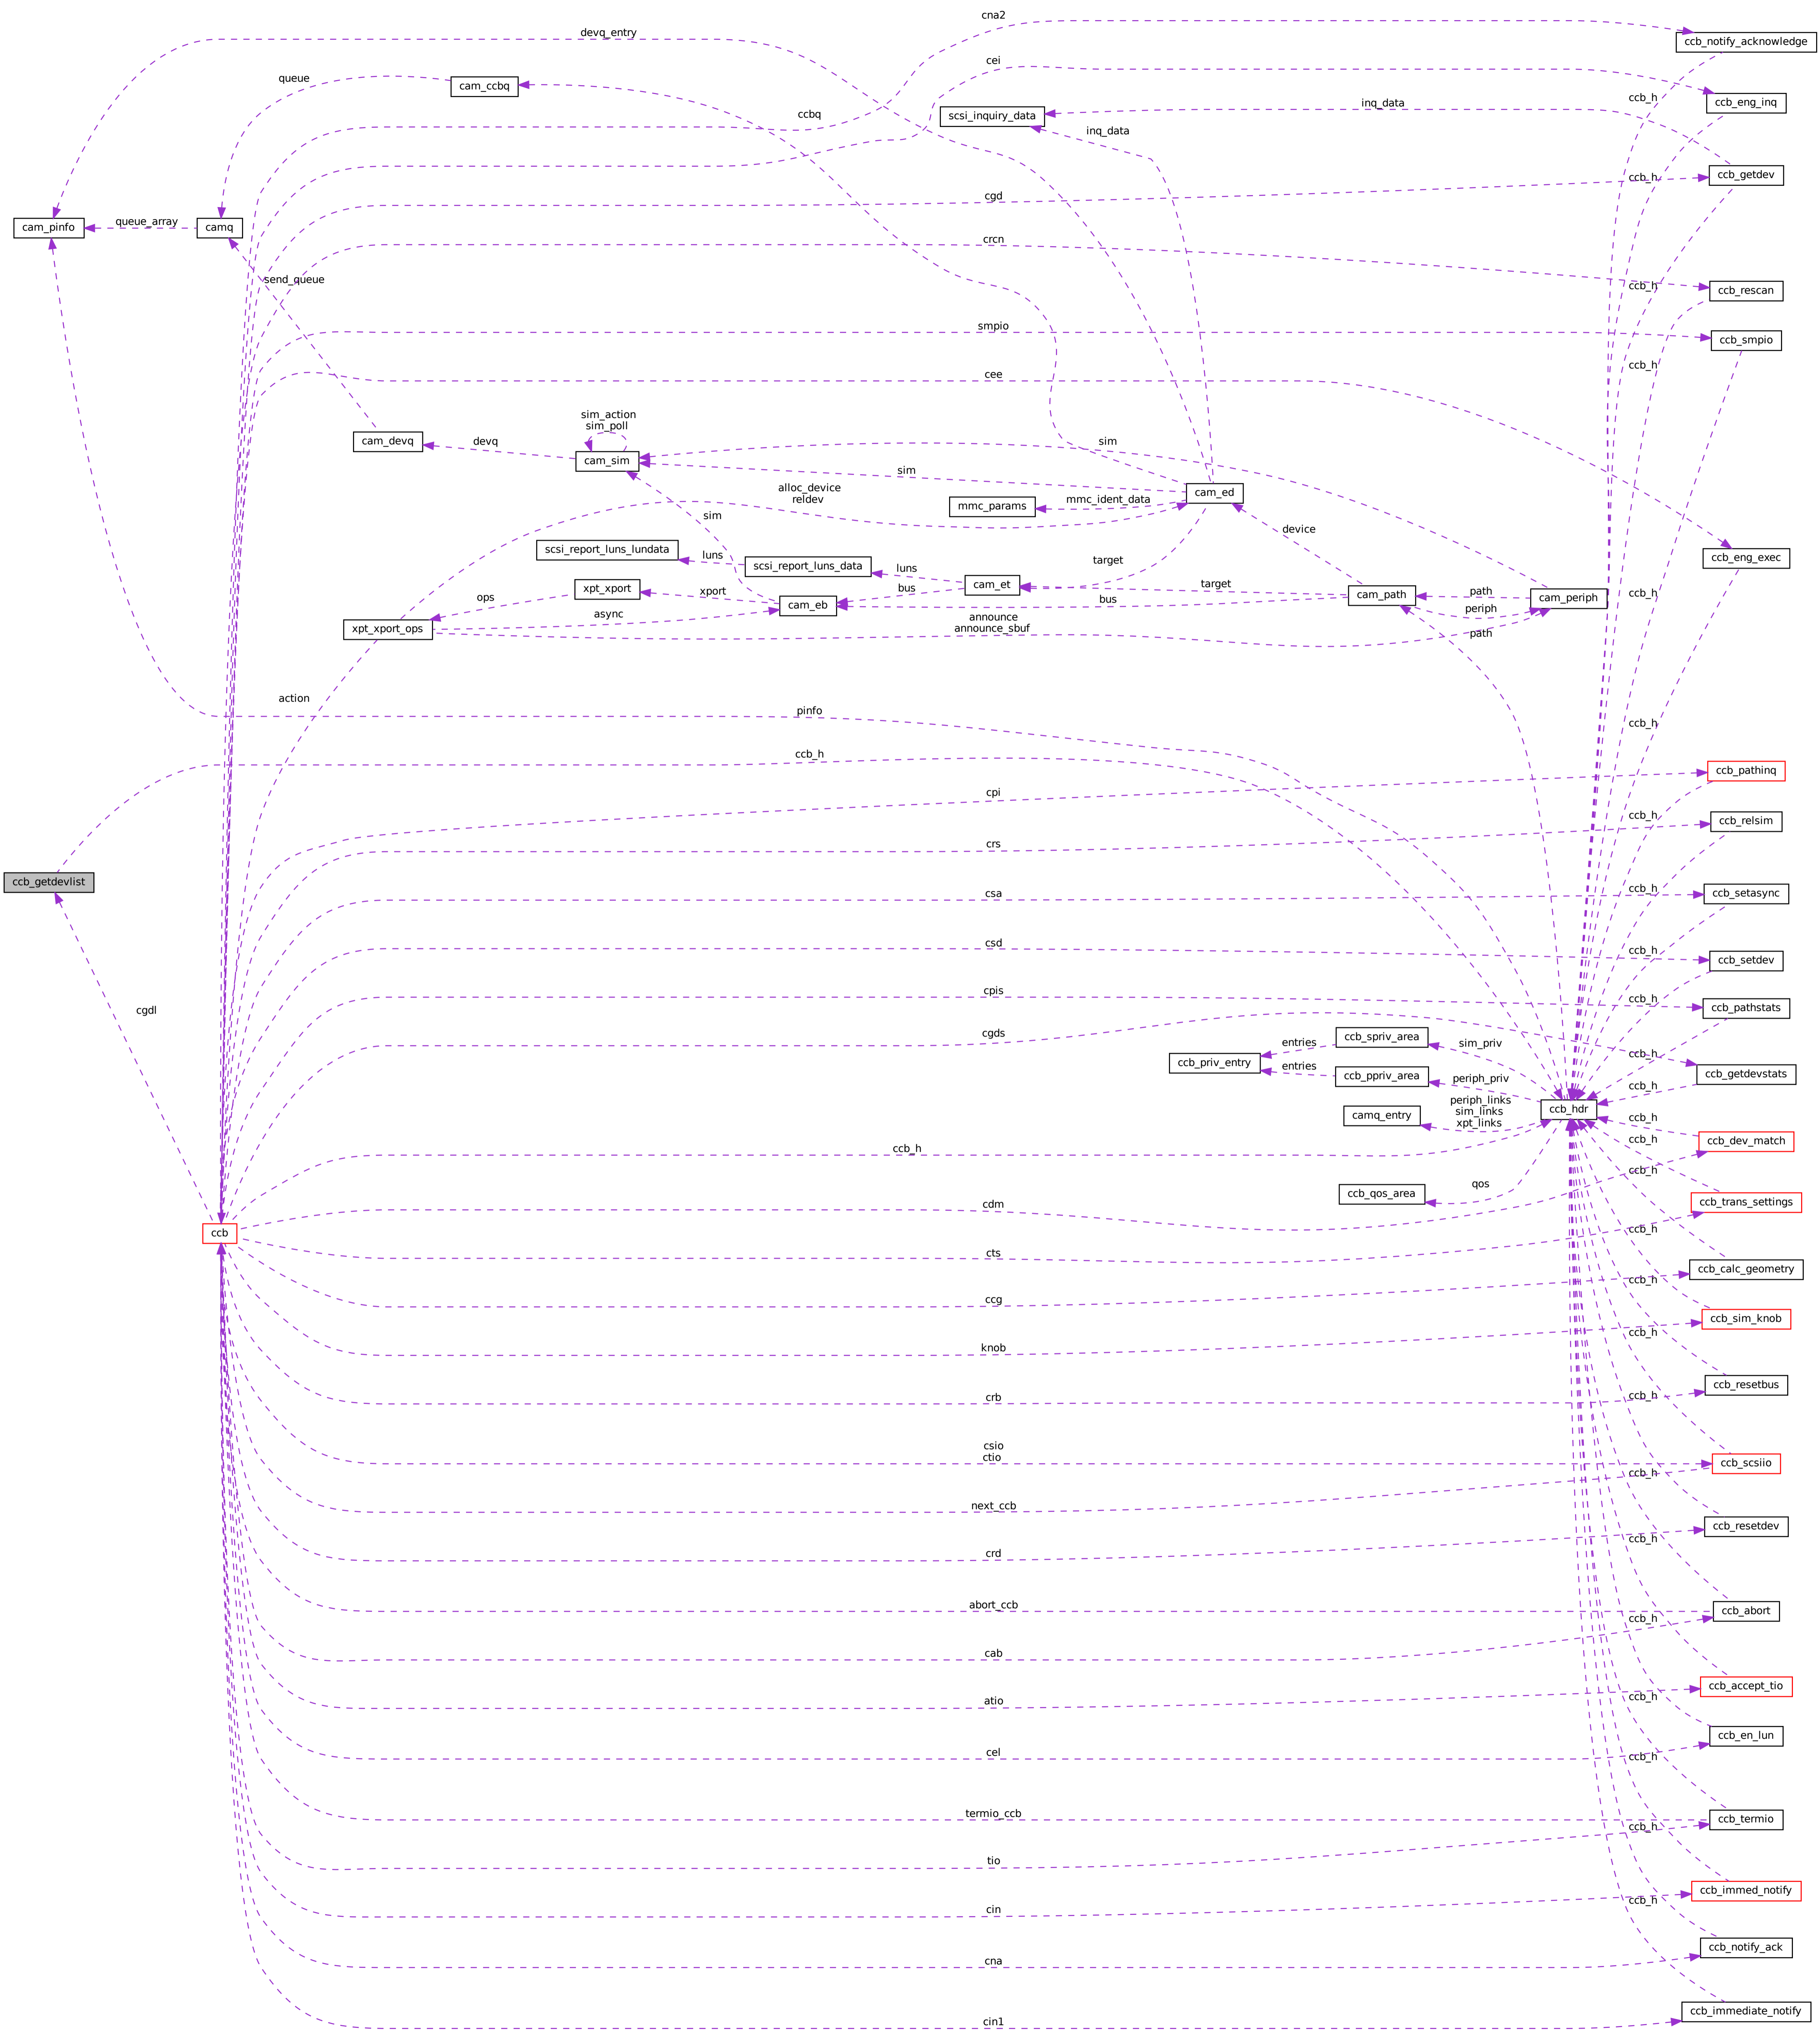 cna2
devq_entry
ccb_notify_acknowledge
cei
queue
cam_ccbq
ccb_h
ccb_eng_inq
inq_data
ccbq
scsi_inquiry_data
inq_data
ccb_h
ccb_getdev
cgd
queue_array
cam_pinfo
camq
crcn
send_queue
ccb_h
ccb_rescan
smpio
ccb_smpio
ccb_h
cee
sim_action
sim_poll
devq
cam_devq
sim
cam_sim
sim
alloc_device
reldev
cam_ed
mmc_ident_data
mmc_params
sim
device
scsi_report_luns_lundata
luns
scsi_report_luns_data
luns
target
ccb_eng_exec
xpt_xport
xport
bus
cam_et
target
path
ccb_h
ops
cam_eb
bus
cam_path
cam_periph
periph
async
announce
announce_sbuf
xpt_xport_ops
path
action
pinfo
ccb_h
ccb_h
ccb_pathinq
cpi
ccb_h
ccb_relsim
crs
ccb_getdevlist
ccb_h
ccb_setasync
csa
csd
ccb_h
ccb_setdev
cpis
ccb_h
ccb_pathstats
cgdl
cgds
ccb_spriv_area
sim_priv
entries
ccb_h
ccb_priv_entry
entries
ccb_ppriv_area
periph_priv
ccb_getdevstats
ccb_h
periph_links
sim_links
xpt_links
camq_entry
ccb_hdr
ccb_h
ccb_dev_match
ccb_h
ccb_h
ccb_h
qos
ccb_qos_area
ccb_trans_settings
cdm
ccb
ccb_h
cts
ccb_calc_geometry
ccg
ccb_h
ccb_sim_knob
knob
ccb_h
ccb_resetbus
crb
ccb_h
csio
ctio
ccb_scsiio
ccb_h
next_ccb
ccb_resetdev
crd
ccb_h
abort_ccb
ccb_abort
ccb_h
cab
ccb_accept_tio
atio
ccb_h
ccb_en_lun
cel
ccb_h
termio_ccb
ccb_termio
ccb_h
tio
ccb_immed_notify
cin
ccb_h
ccb_notify_ack
cna
ccb_immediate_notify
cin1